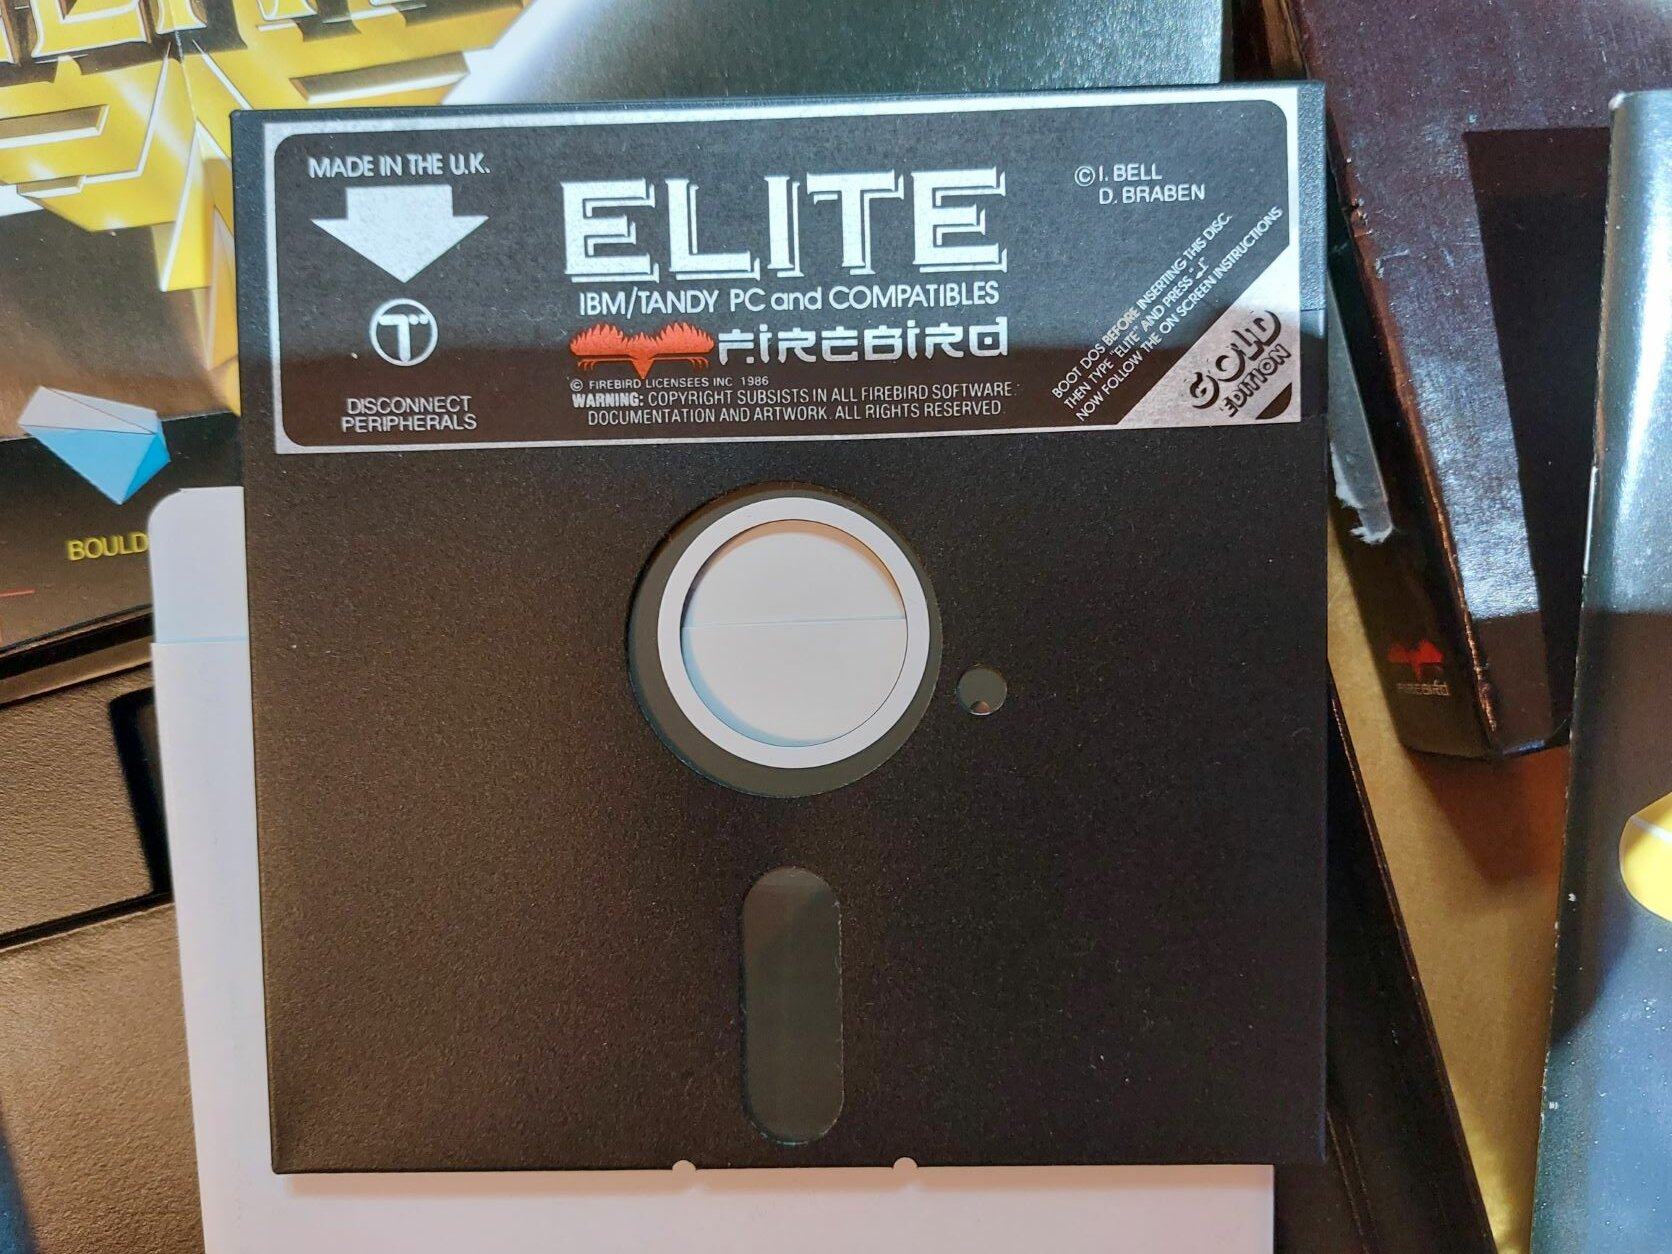 MADE IN THE U.K.
ELITE
IBM/TANDY PC and COMPATIBLES
FIREBIRD
© FIREBIRD LICENSEES INC 1986
WARNING: COPYRIGHT SUBSISTS IN ALL FIREBIRD SOFTWARE
DOCUMENTATION AND ARTWORK. ALL RIGHTS RESERVED.
© I. BELL
D. BRABEN
BOOT DOS BEFORE INSERTING THIS DISC.
THEN TYPE "ELITE" AND PRESS - ↵
NOW FOLLOW THE ON SCREEN INSTRUCTIONS
GOLD
EDITION
T
DISCONNECT
PERIPHERALS
BOULD
FIREBIRD